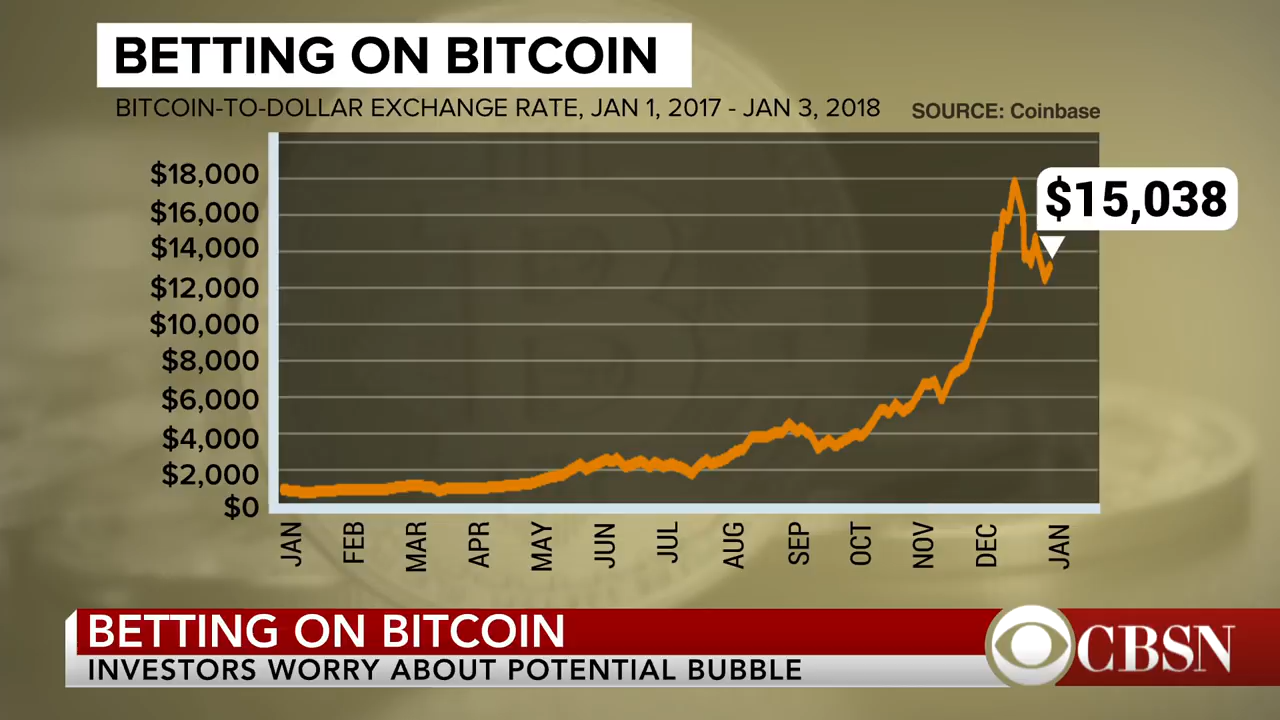 BETTING ON BITCOIN
BITCOIN-TO-DOLLAR EXCHANGE RATE, JAN 1, 2017 - JAN 3, 2018
SOURCE: Coinbase
$18,000
$16,000
$14,000
$12,000
$10,000
$8,000
$6,000
$4,000
$2,000
$0
$15,038
JAN
FEB
MAR
APR
MAY
JUN
JUL
AUG
SEP
OCT
NOV
DEC
JAN
BETTING ON BITCOIN
INVESTORS WORRY ABOUT POTENTIAL BUBBLE
CBSN